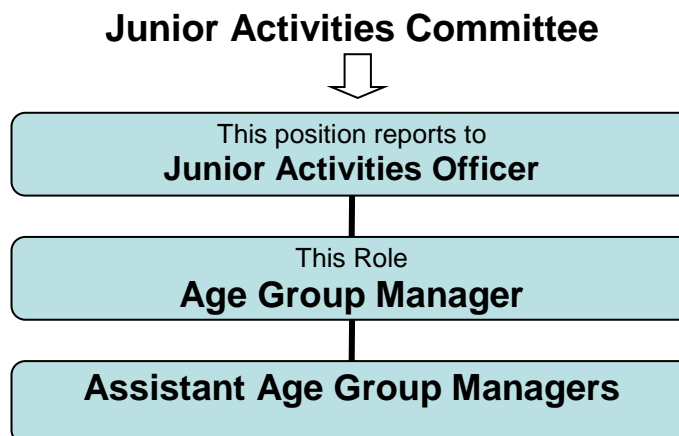 Junior Activities Committee
This position reports to
Junior Activities Officer
This Role
Age Group Manager
Assistant Age Group Managers